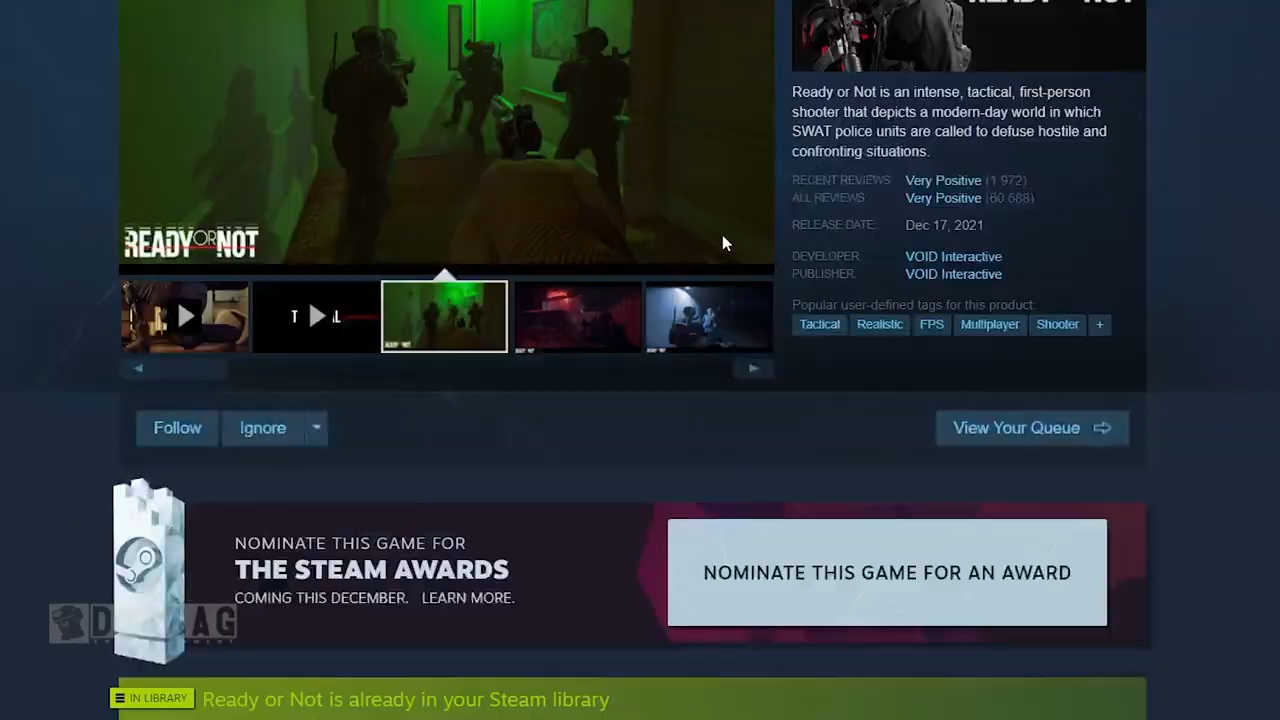 READY OR NOT
Ready or Not is an intense, tactical, first-person
shooter that depicts a modern-day world in which
SWAT police units are called to defuse hostile and
confronting situations.
RECENT REVIEWS: Very Positive (1 972)
ALL REVIEWS: Very Positive (60 688)
RELEASE DATE: Dec 17, 2021
DEVELOPER: VOID Interactive
PUBLISHER: VOID Interactive
Popular user-defined tags for this product:
Tactical Realistic FPS Multiplayer Shooter +
READY OR NOT
Follow Ignore
View Your Queue
NOMINATE THIS GAME FOR
THE STEAM AWARDS
COMING THIS DECEMBER. LEARN MORE.
NOMINATE THIS GAME FOR AN AWARD
IN LIBRARY Ready or Not is already in your Steam library